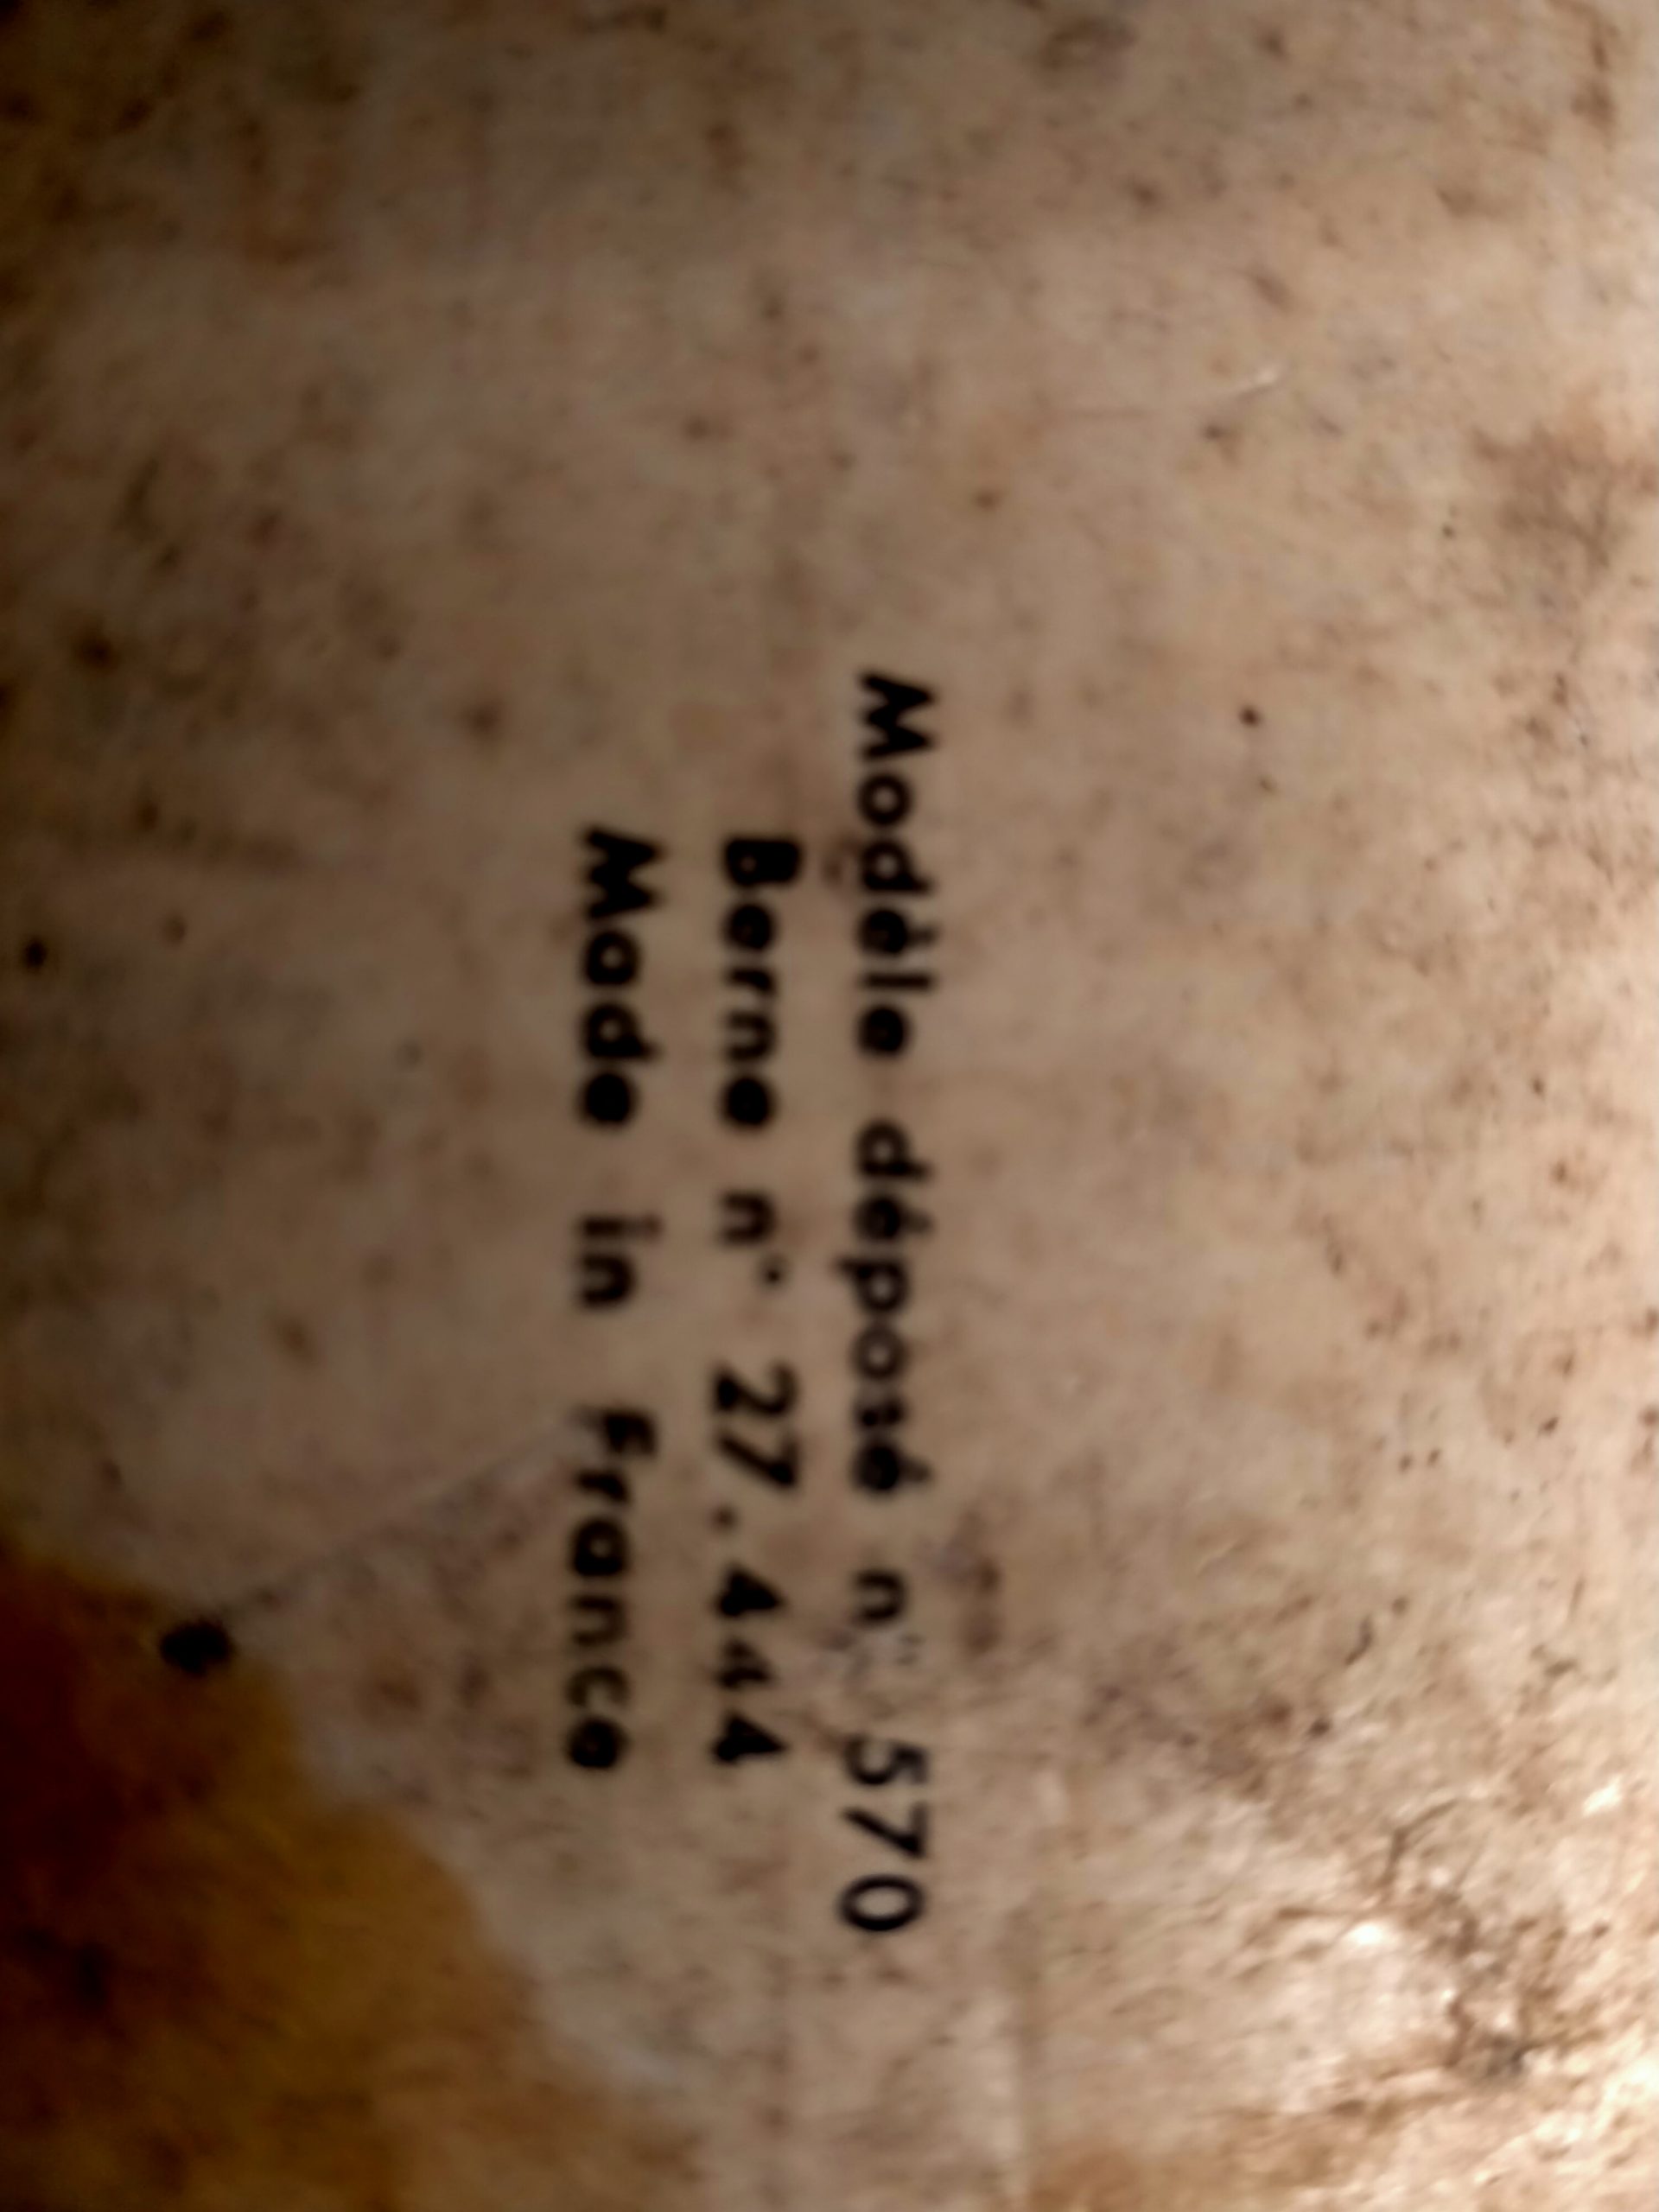 Modèle déposé n° 570
Berne n° 27.444
Made in France